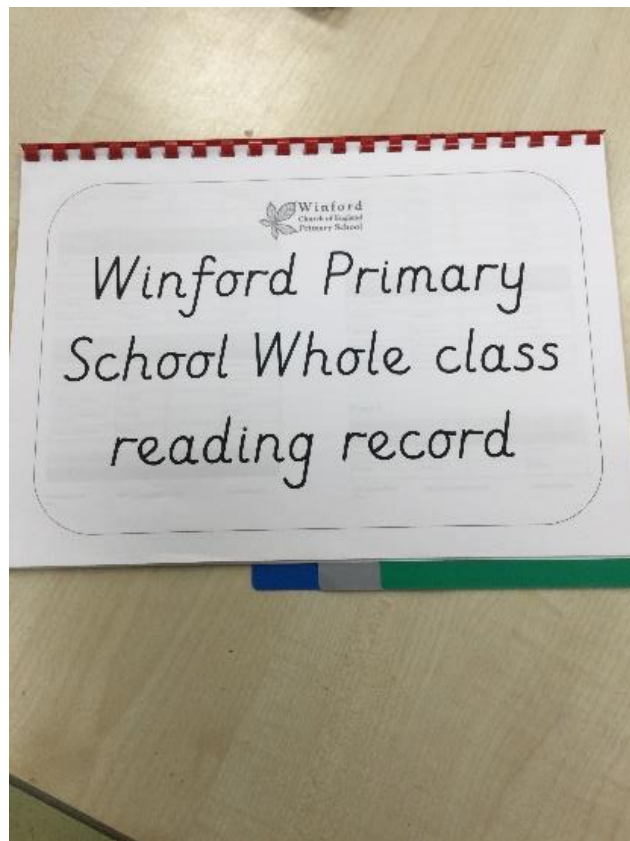 Winford
Church of England
Primary School
Winford Primary
School Whole class
reading record